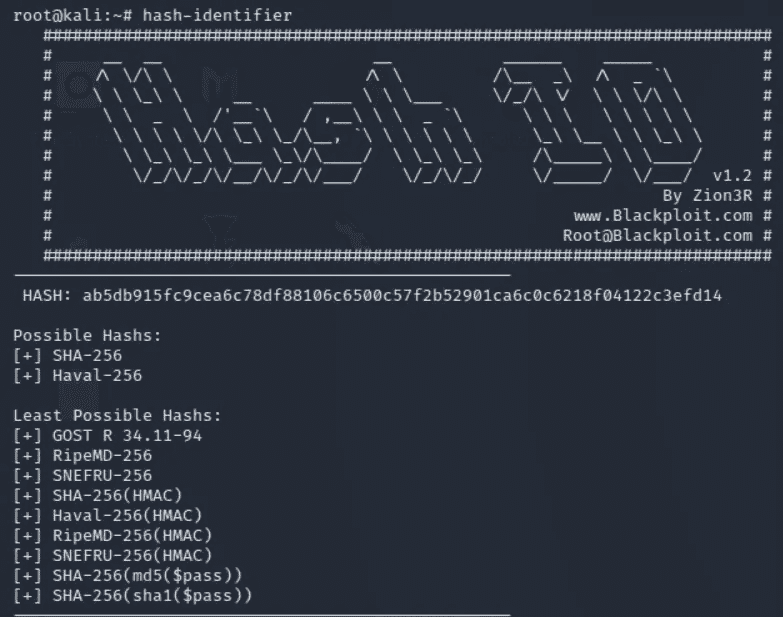 root@kali:~# hash-identifier
#########################################################################
Hash ID
v1.2 #
By Zion3R #
www.Blackploit.com #
Root@Blackploit.com #
#########################################################################
HASH: ab5db915fc9cea6c78df88106c6500c57f2b52901ca6c0c6218f04122c3efd14
Possible Hashs:
[+] SHA-256
[+] Haval-256
Least Possible Hashs:
[+] GOST R 34.11-94
[+] RipeMD-256
[+] SNEFRU-256
[+] SHA-256(HMAC)
[+] Haval-256(HMAC)
[+] RipeMD-256(HMAC)
[+] SNEFRU-256(HMAC)
[+] SHA-256(md5($pass))
[+] SHA-256(sha1($pass))